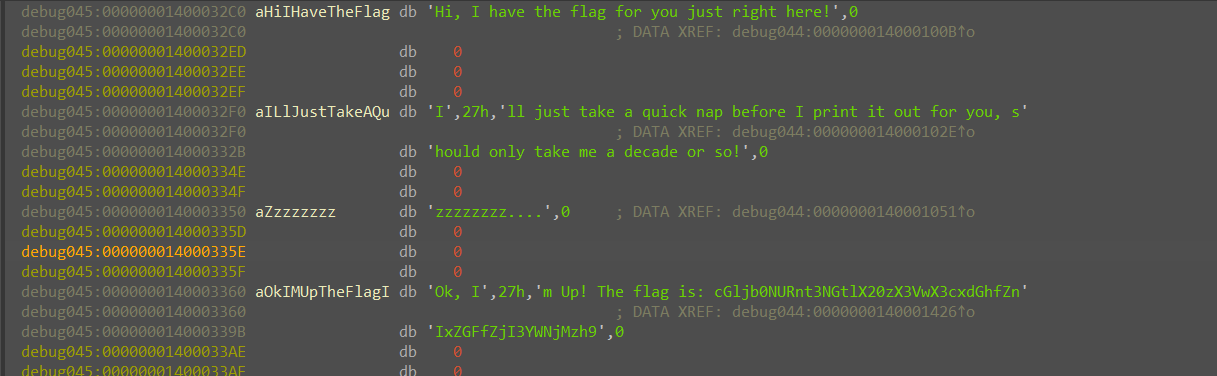 debug045:00000001400032C0 aHiIHaveTheFlag db 'Hi, I have the flag for you just right here!',0
debug045:00000001400032C0 ; DATA XREF: debug044:000000014000100B↑o
debug045:00000001400032ED db 0
debug045:00000001400032EE db 0
debug045:00000001400032EF db 0
debug045:00000001400032F0 aILlJustTakeAQu db 'I',27h,'ll just take a quick nap before I print it out for you, s'
debug045:00000001400032F0 ; DATA XREF: debug044:000000014000102E↑o
debug045:000000014000332B db 'hould only take me a decade or so!',0
debug045:000000014000334E db 0
debug045:000000014000334F db 0
debug045:0000000140003350 aZzzzzzzz db 'zzzzzzzz....',0 ; DATA XREF: debug044:0000000140001051↑o
debug045:000000014000335D db 0
debug045:000000014000335E db 0
debug045:000000014000335F db 0
debug045:0000000140003360 aOkIMUpTheFlagI db 'Ok, I',27h,'m Up! The flag is: cGljb0NURnt3NGtlX20zX3VwX3cxdGhfZn'
debug045:0000000140003360 ; DATA XREF: debug044:0000000140001426↑o
debug045:000000014000339B db 'IxZGFfZjI3YWNjMzh9',0
debug045:00000001400033AE db 0
debug045:00000001400033AF db 0